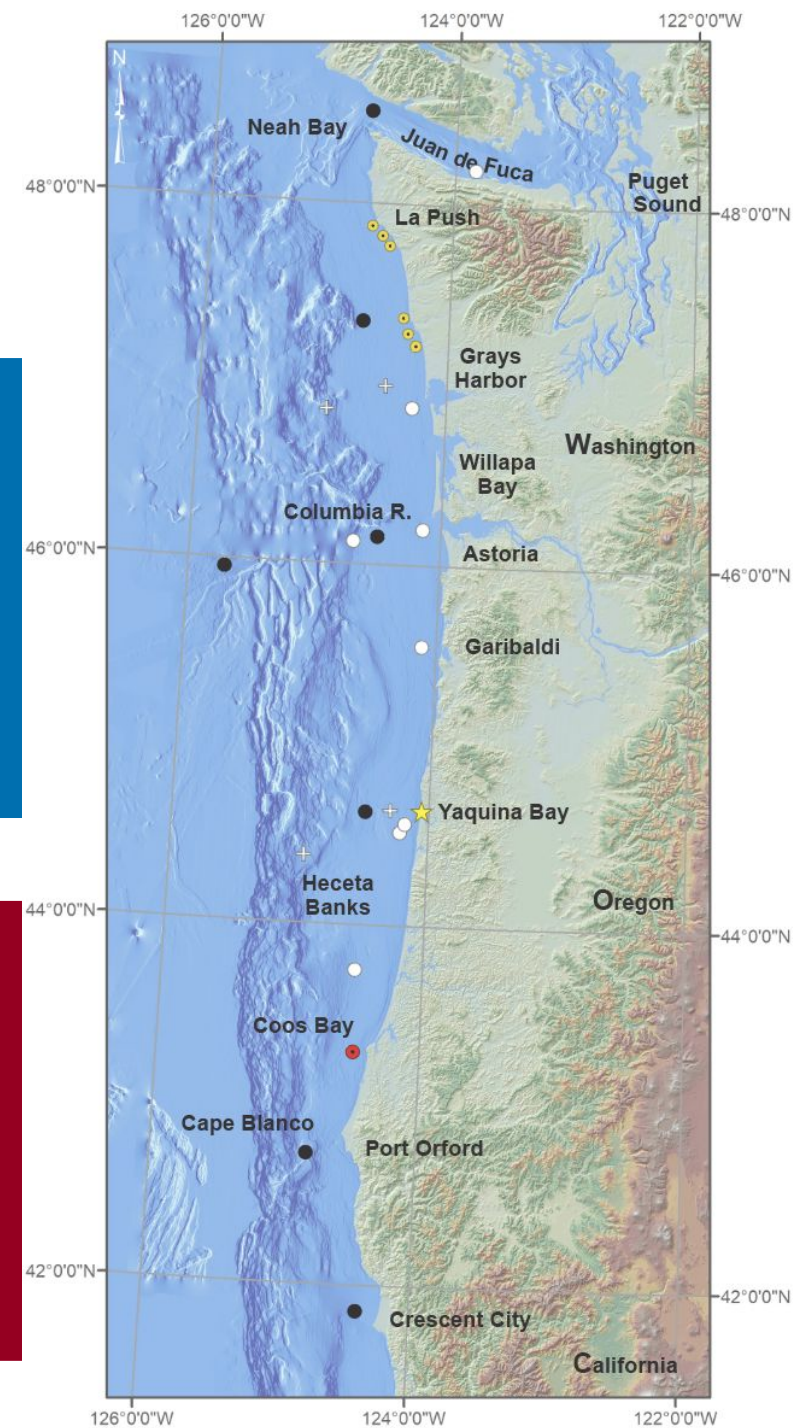 126°0'0"W
124°0'0"W
122°0'0"W
N
Neah Bay
Juan de Fuca
Puget
Sound
48°0'0"N
48°0'0"N
La Push
Grays
Harbor
Washington
Willapa
Bay
Columbia R.
46°0'0"N
Astoria
46°0'0"N
Garibaldi
Yaquina Bay
Heceta
Banks
Oregon
44°0'0"N
44°0'0"N
Coos Bay
Cape Blanco
Port Orford
42°0'0"N
42°0'0"N
Crescent City
California
126°0'0"W
124°0'0"W
122°0'0"W